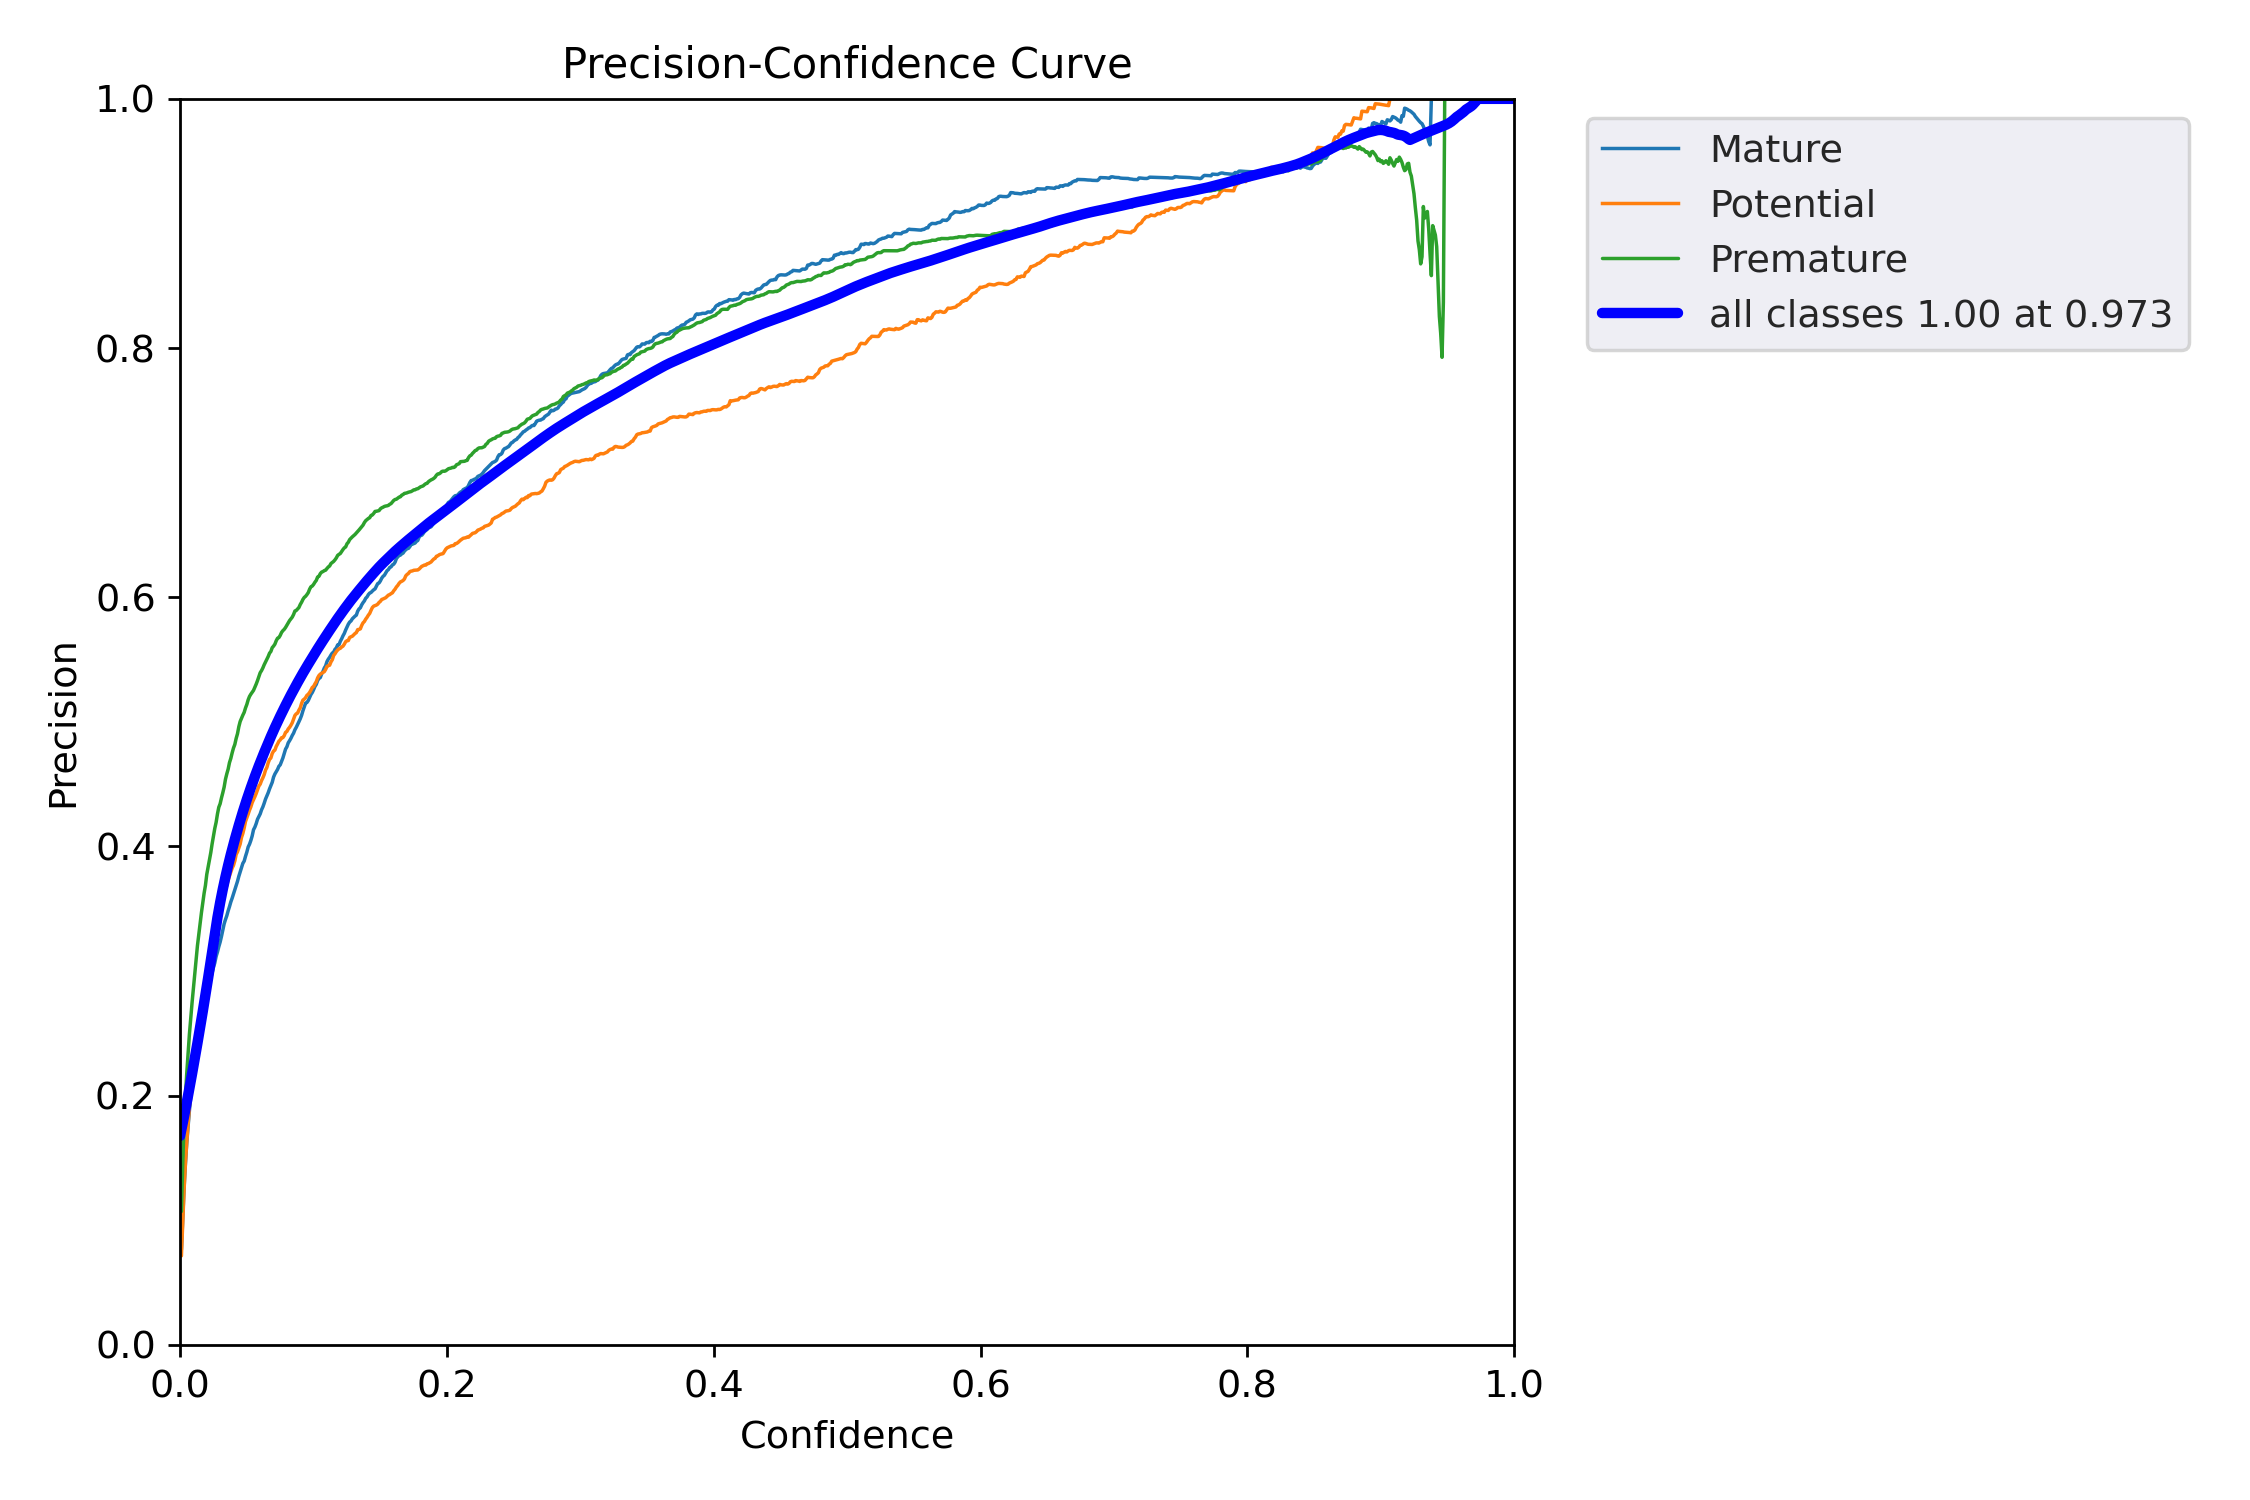 Precision-Confidence Curve
1.0
0.8
0.6
0.4
0.2
0.0
Precision
0.0 0.2 0.4 0.6 0.8 1.0
Confidence
Mature
Potential
Premature
all classes 1.00 at 0.973